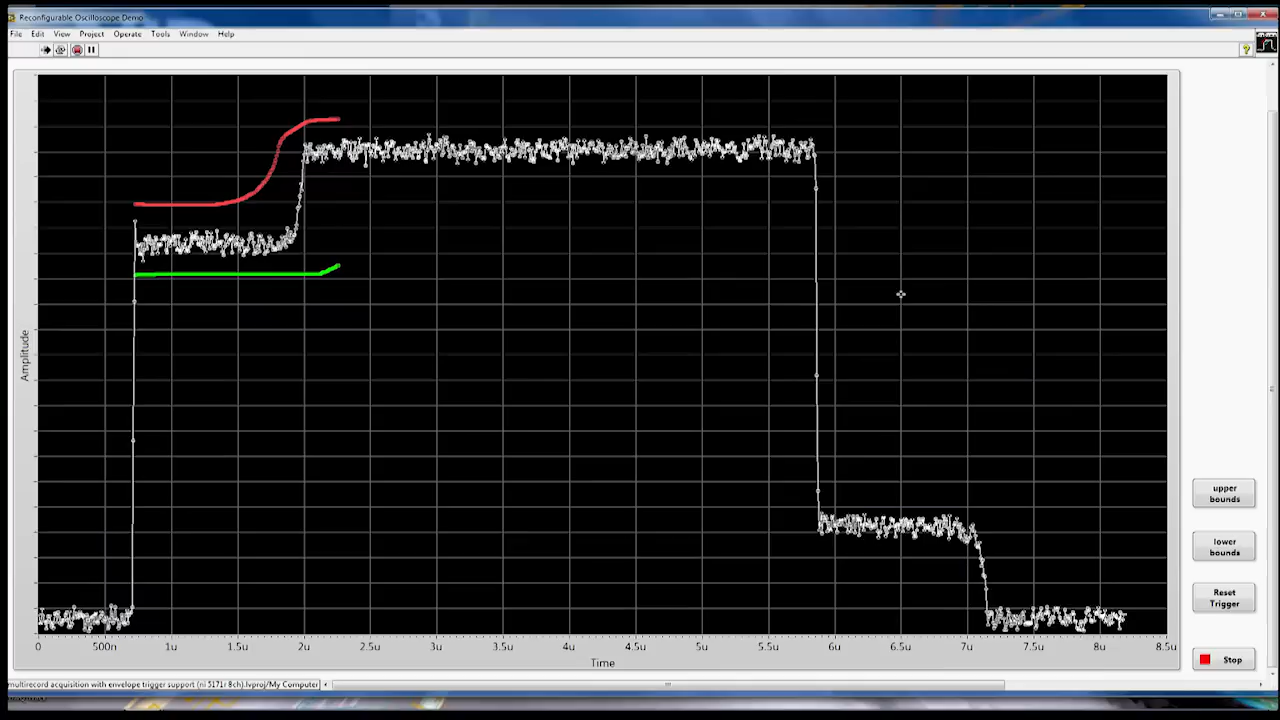 Reconfigurable Oscilloscope Demo
File Edit View Project Operate Tools Window Help
?
Amplitude
0 500n 1u 1.5u 2u 2.5u 3u 3.5u 4u 4.5u 5u 5.5u 6u 6.5u 7u 7.5u 8u 8.5u
Time
upper
bounds
lower
bounds
Reset
Trigger
Stop
multirecord acquisition with envelope trigger support (ni 5171r 8ch).lvproj/My Computer